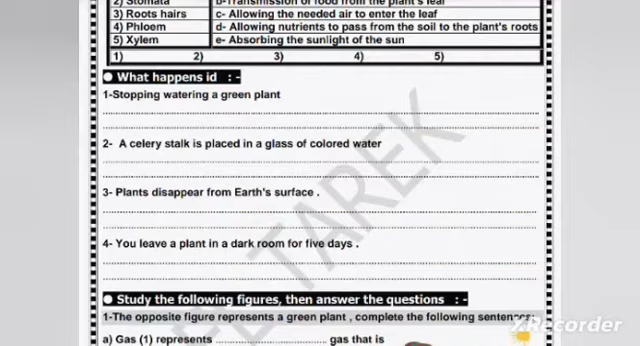 2) Stomata b-Transmission of food from the plant's leaf
3) Roots hairs c- Allowing the needed air to enter the leaf
4) Phloem d- Allowing nutrients to pass from the soil to the plant's roots
5) Xylem e- Absorbing the sunlight of the sun
1) 2) 3) 4) 5)
What happens id : -
1-Stopping watering a green plant
2- A celery stalk is placed in a glass of colored water
3- Plants disappear from Earth's surface .
4- You leave a plant in a dark room for five days .
Study the following figures, then answer the questions : -
1-The opposite figure represents a green plant , complete the following sentences:
a) Gas (1) represents ................................ gas that is
TAREK
XRecorder